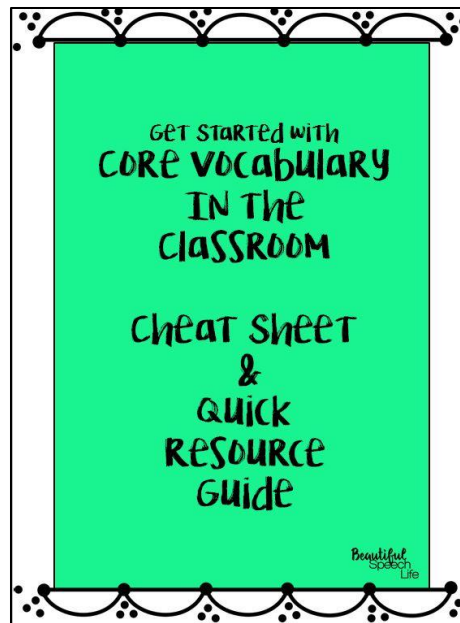 GET STARTED WITH
CORE VOCABULARY
IN THE
CLASSROOM
CHEAT SHEET
&
QUICK
RESOURCE
GUIDE
Beautiful
Speech
Life